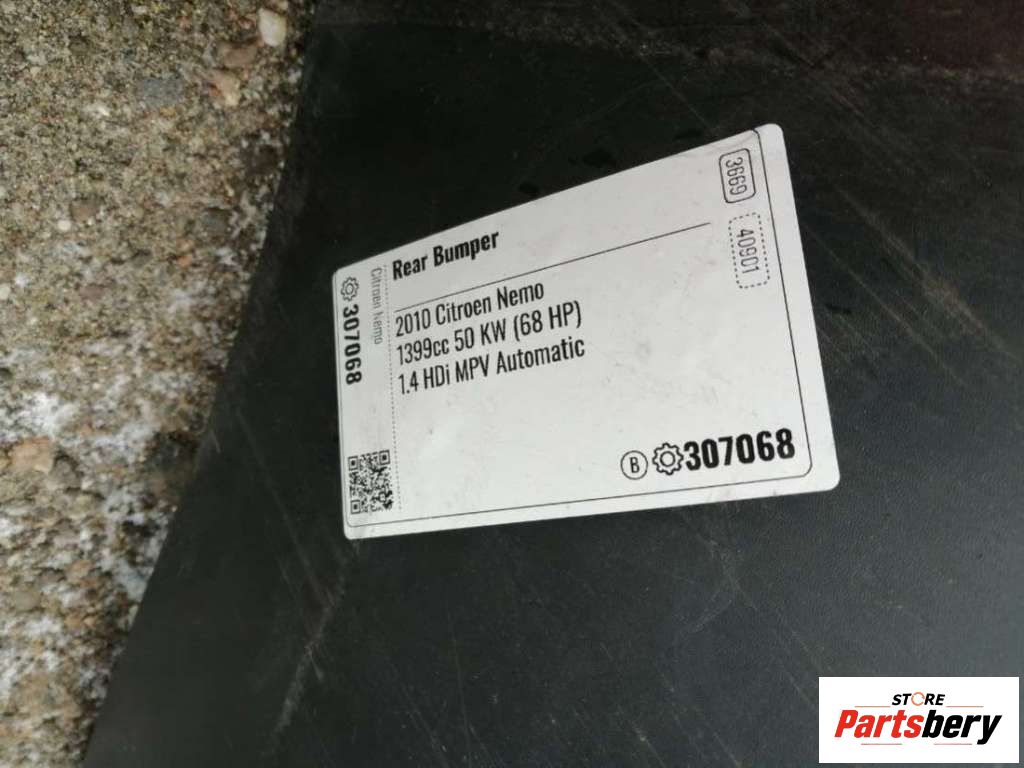 307068
Citroen Nemo
Rear Bumper
2010 Citroen Nemo
1399cc 50 KW (68 HP)
1.4 HDi MPV Automatic
3669
40901
B 307068
STORE
Partsbery